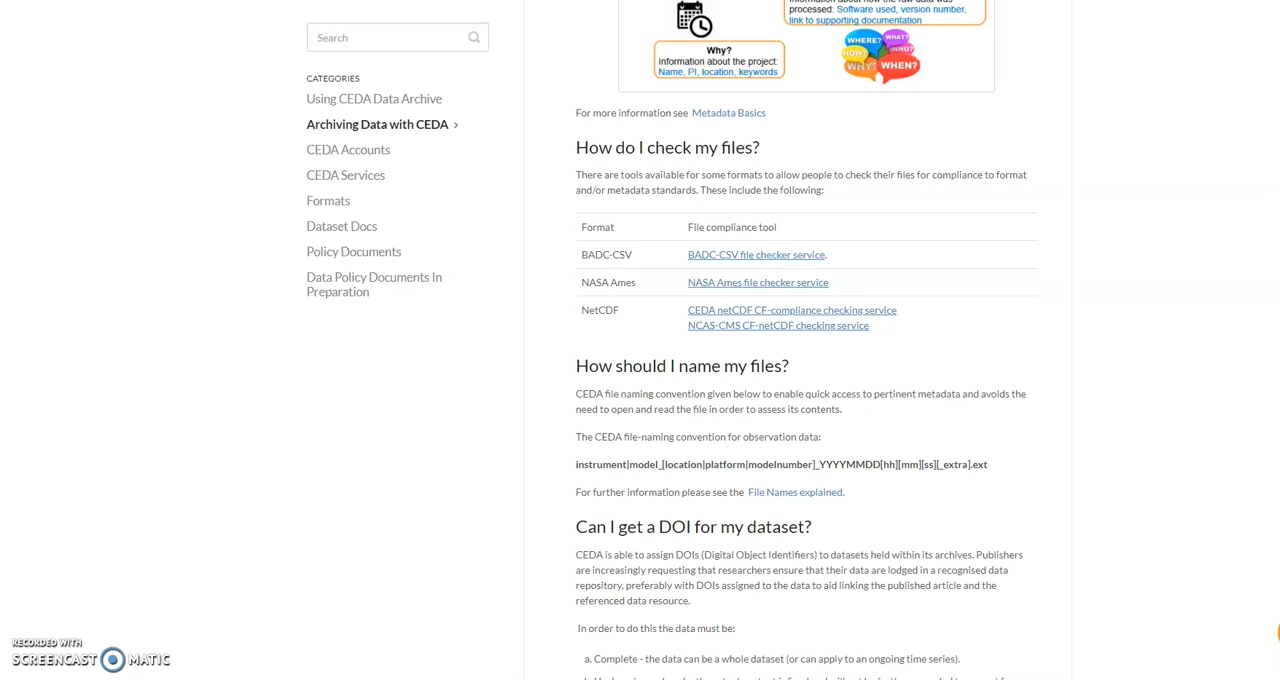 Search
CATEGORIES
Using CEDA Data Archive
Archiving Data with CEDA
CEDA Accounts
CEDA Services
Formats
Dataset Docs
Policy Documents
Data Policy Documents In
Preparation
Information about how the raw data was
processed: Software used, version number,
link to supporting documentation
Why?
Information about the project:
Name, PI, location, keywords
WHERE?
WHAT?
HOW?
WHO?
WHY?
WHEN?
For more information see Metadata Basics
How do I check my files?
There are tools available for some formats to allow people to check their files for compliance to format
and/or metadata standards. These include the following:
Format File compliance tool
BADC-CSV BADC-CSV file checker service.
NASA Ames NASA Ames file checker service
NetCDF CEDA netCDF CF-compliance checking service
NCAS-CMS CF-netCDF checking service
How should I name my files?
CEDA file naming convention given below to enable quick access to pertinent metadata and avoids the
need to open and read the file in order to assess its contents.
The CEDA file-naming convention for observation data:
instrument|model_[location|platform|modelnumber]_YYYYMMDD[hh][mm][ss][_extra].ext
For further information please see the File Names explained.
Can I get a DOI for my dataset?
CEDA is able to assign DOIs (Digital Object Identifiers) to datasets held within its archives. Publishers
are increasingly requesting that researchers ensure that their data are lodged in a recognised data
repository, preferably with DOIs assigned to the data to aid linking the published article and the
referenced data resource.
In order to do this the data must be:
a. Complete - the data can be a whole dataset (or can apply to an ongoing time series).
RECORDED WITH
SCREENCAST MATIC